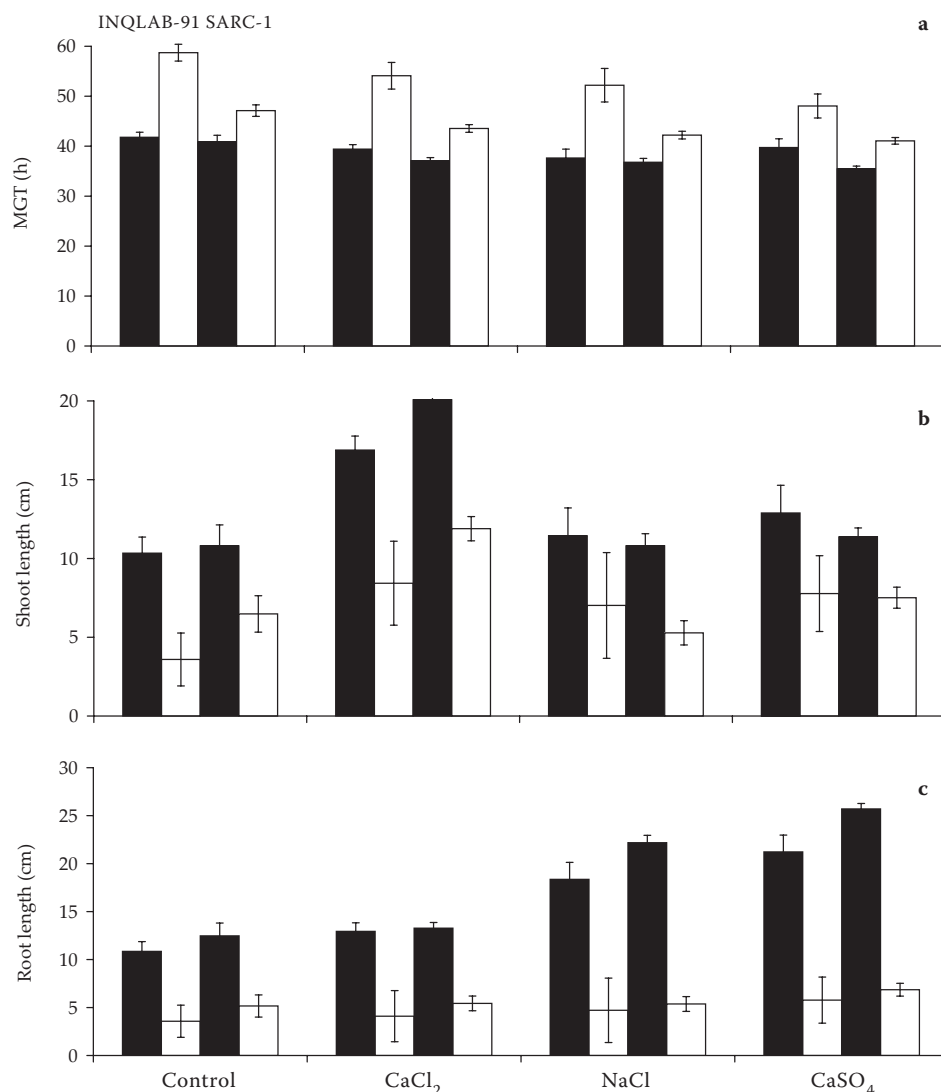 INQLAB-91 SARC-1
a
60
50
40
30
20
10
0
MGT (h)
b
20
15
10
5
0
Shoot length (cm)
c
30
25
20
15
10
5
0
Root length (cm)
Control CaCl₂ NaCl CaSO₄